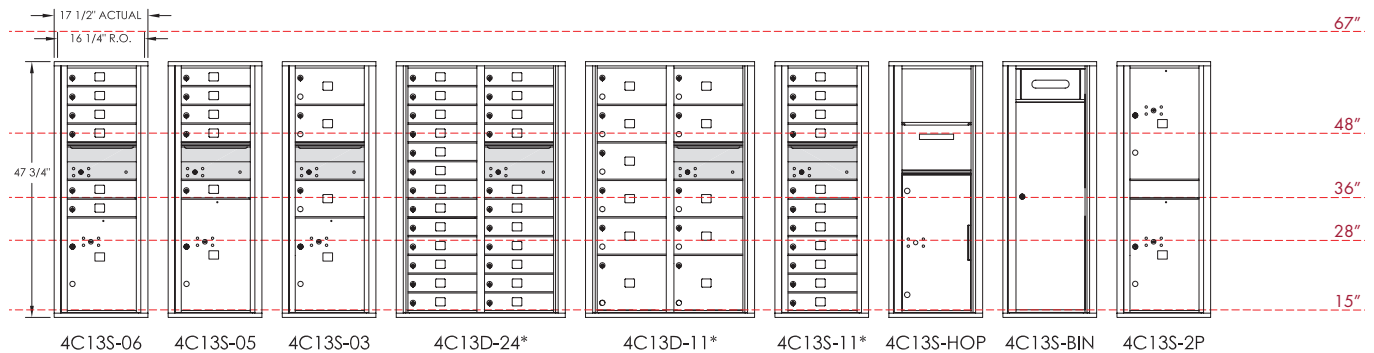 17 1/2" ACTUAL
16 1/4" R.O.
67"
48"
47 3/4"
36"
28"
15"
4C13S-06 4C13S-05 4C13S-03 4C13D-24* 4C13D-11* 4C13S-11* 4C13S-HOP 4C13S-BIN 4C13S-2P